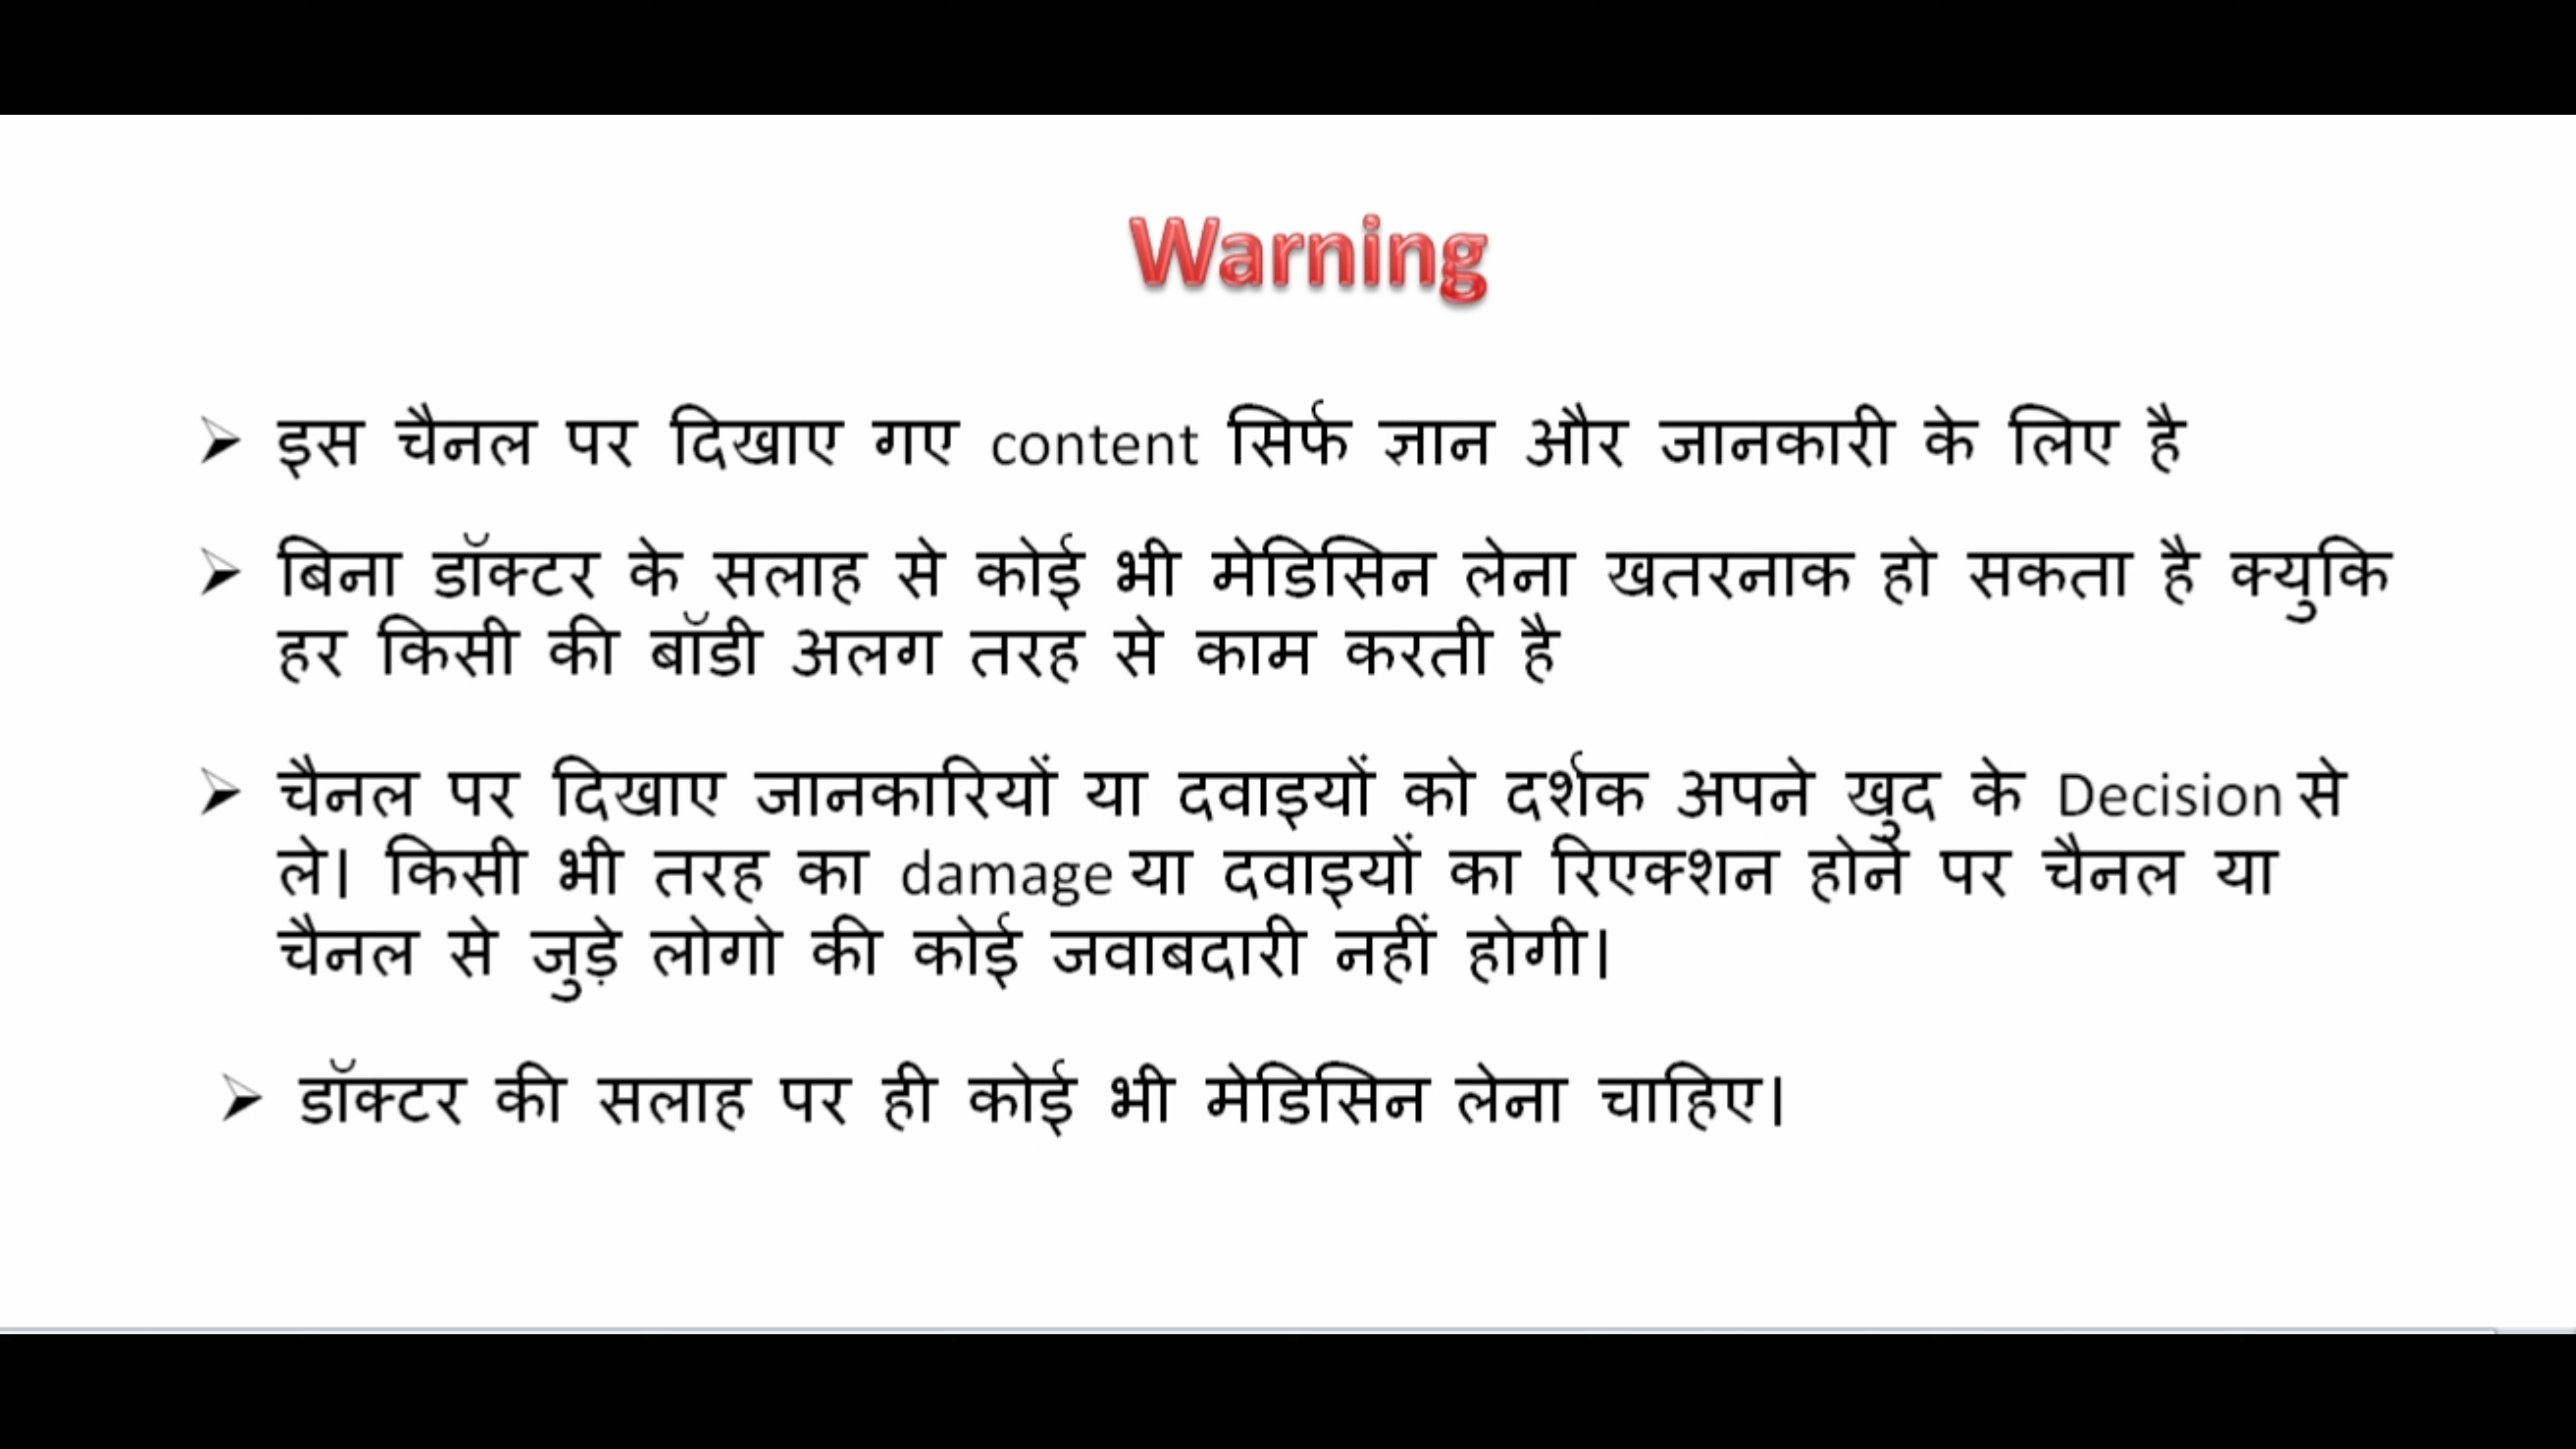 Warning
➢ इस चैनल पर दिखाए गए content सिर्फ ज्ञान और जानकारी के लिए है
➢ बिना डॉक्टर के सलाह से कोई भी मेडिसिन लेना खतरनाक हो सकता है क्युकि
हर किसी की बॉडी अलग तरह से काम करती है
➢ चैनल पर दिखाए जानकारियों या दवाइयों को दर्शक अपने खुद के Decision से
ले। किसी भी तरह का damage या दवाइयों का रिएक्शन होने पर चैनल या
चैनल से जुड़े लोगो की कोई जवाबदारी नहीं होगी।
➢ डॉक्टर की सलाह पर ही कोई भी मेडिसिन लेना चाहिए।